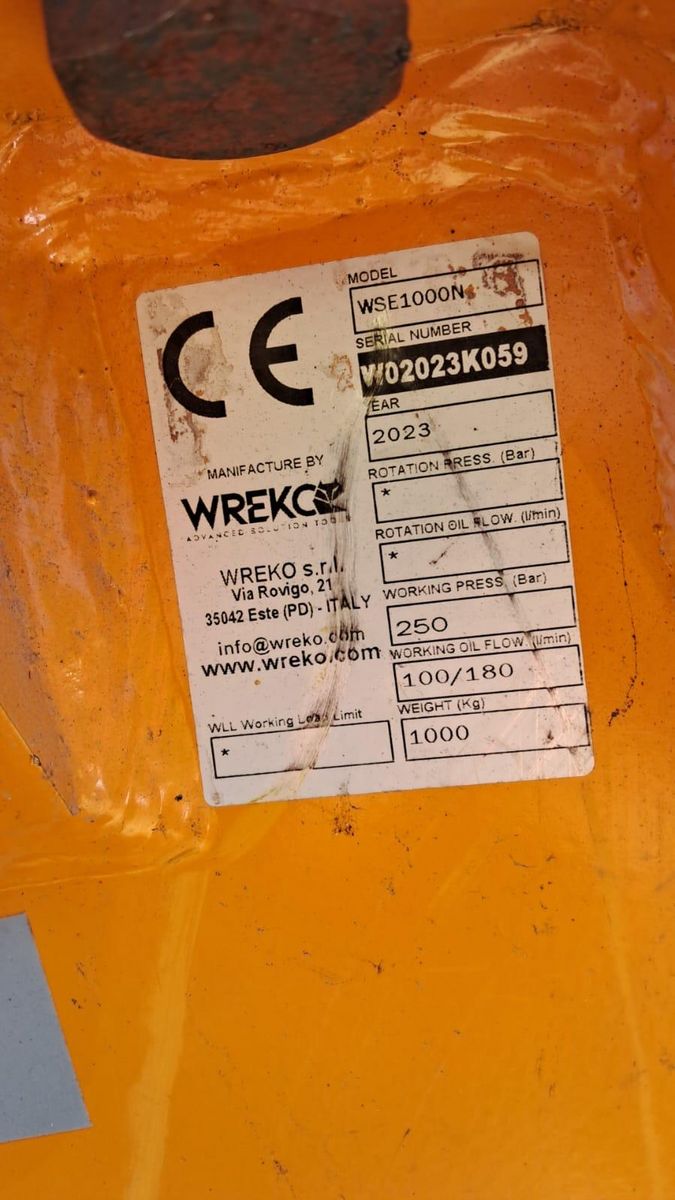 CE
MANIFACTURE BY
WREKO
ADVANCED SOLUTION TOOLS
WREKO s.r.l.
Via Rovigo, 21
35042 Este (PD) - ITALY
info@wreko.com
www.wreko.com
WLL Working Load Limit
*
MODEL
WSE1000N
SERIAL NUMBER
W02023K059
EAR
2023
ROTATION PRESS. (Bar)
*
ROTATION OIL FLOW. (l/min)
*
WORKING PRESS. (Bar)
250
WORKING OIL FLOW. (l/min)
100/180
WEIGHT (Kg)
1000